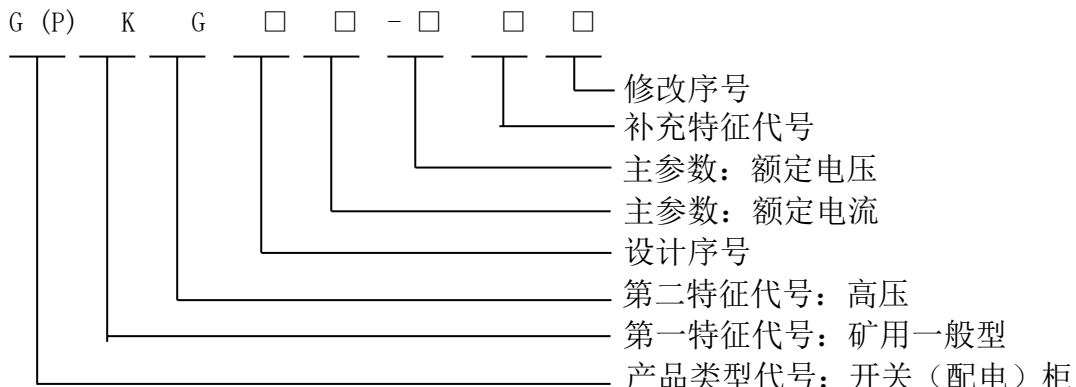 G (P) K G □ □ -□ □ □
修改序号
补充特征代号
主参数：额定电压
主参数：额定电流
设计序号
第二特征代号：高压
第一特征代号：矿用一般型
产品类型代号：开关（配电）柜